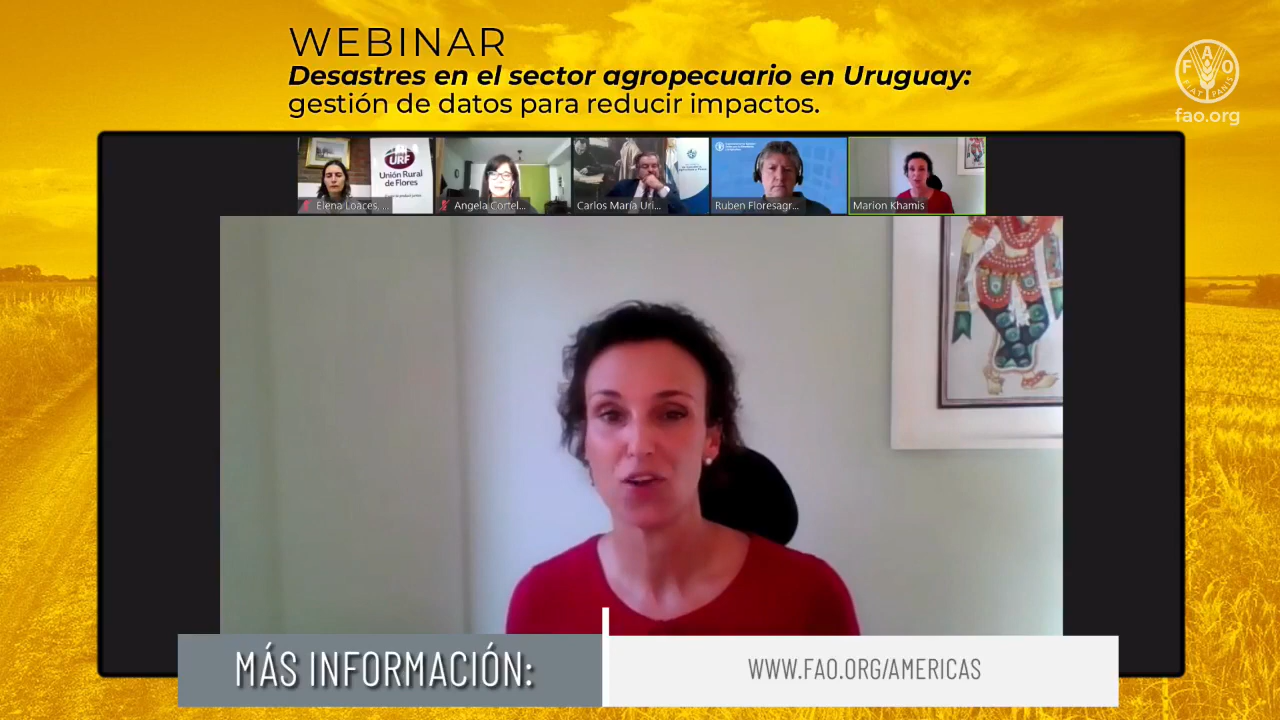 WEBINAR
Desastres en el sector agropecuario en Uruguay:
gestión de datos para reducir impactos.
F A O
FIAT PANIS
fao.org
URF
Unión Rural
de Flores
Elena Loaces, ...
Angela Cortel...
Carlos María Uri...
Ruben Floresagr...
Marion Khamis
MÁS INFORMACIÓN:
WWW.FAO.ORG/AMERICAS